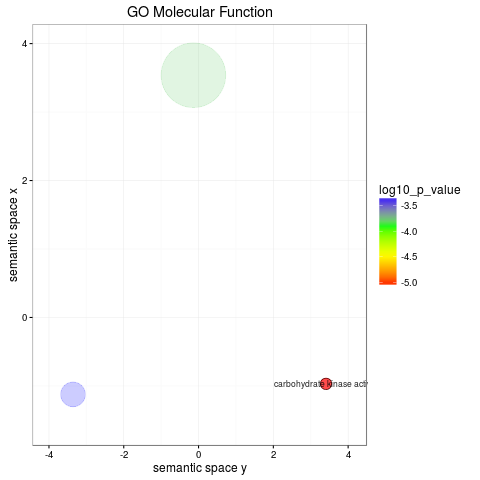 GO Molecular Function
4
2
0
semantic space x
-4
-2
0
2
4
semantic space y
carbohydrate kinase activ
log10_p_value
-3.5
-4.0
-4.5
-5.0